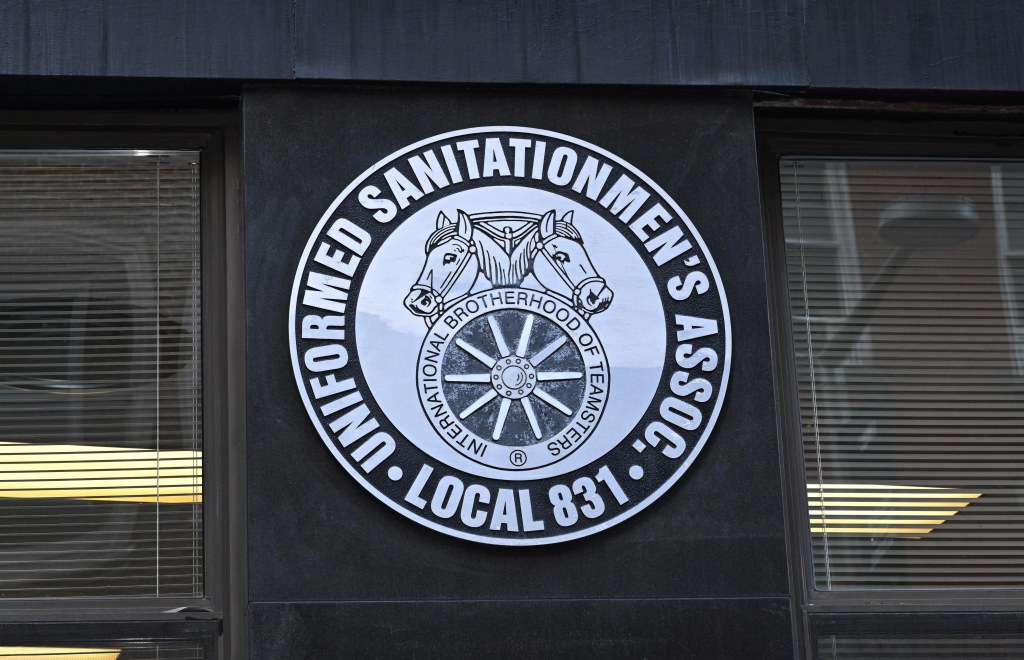 UNIFORMED SANITATIONMEN'S ASSOC.
• LOCAL 831 •
INTERNATIONAL BROTHERHOOD OF TEAMSTERS
®